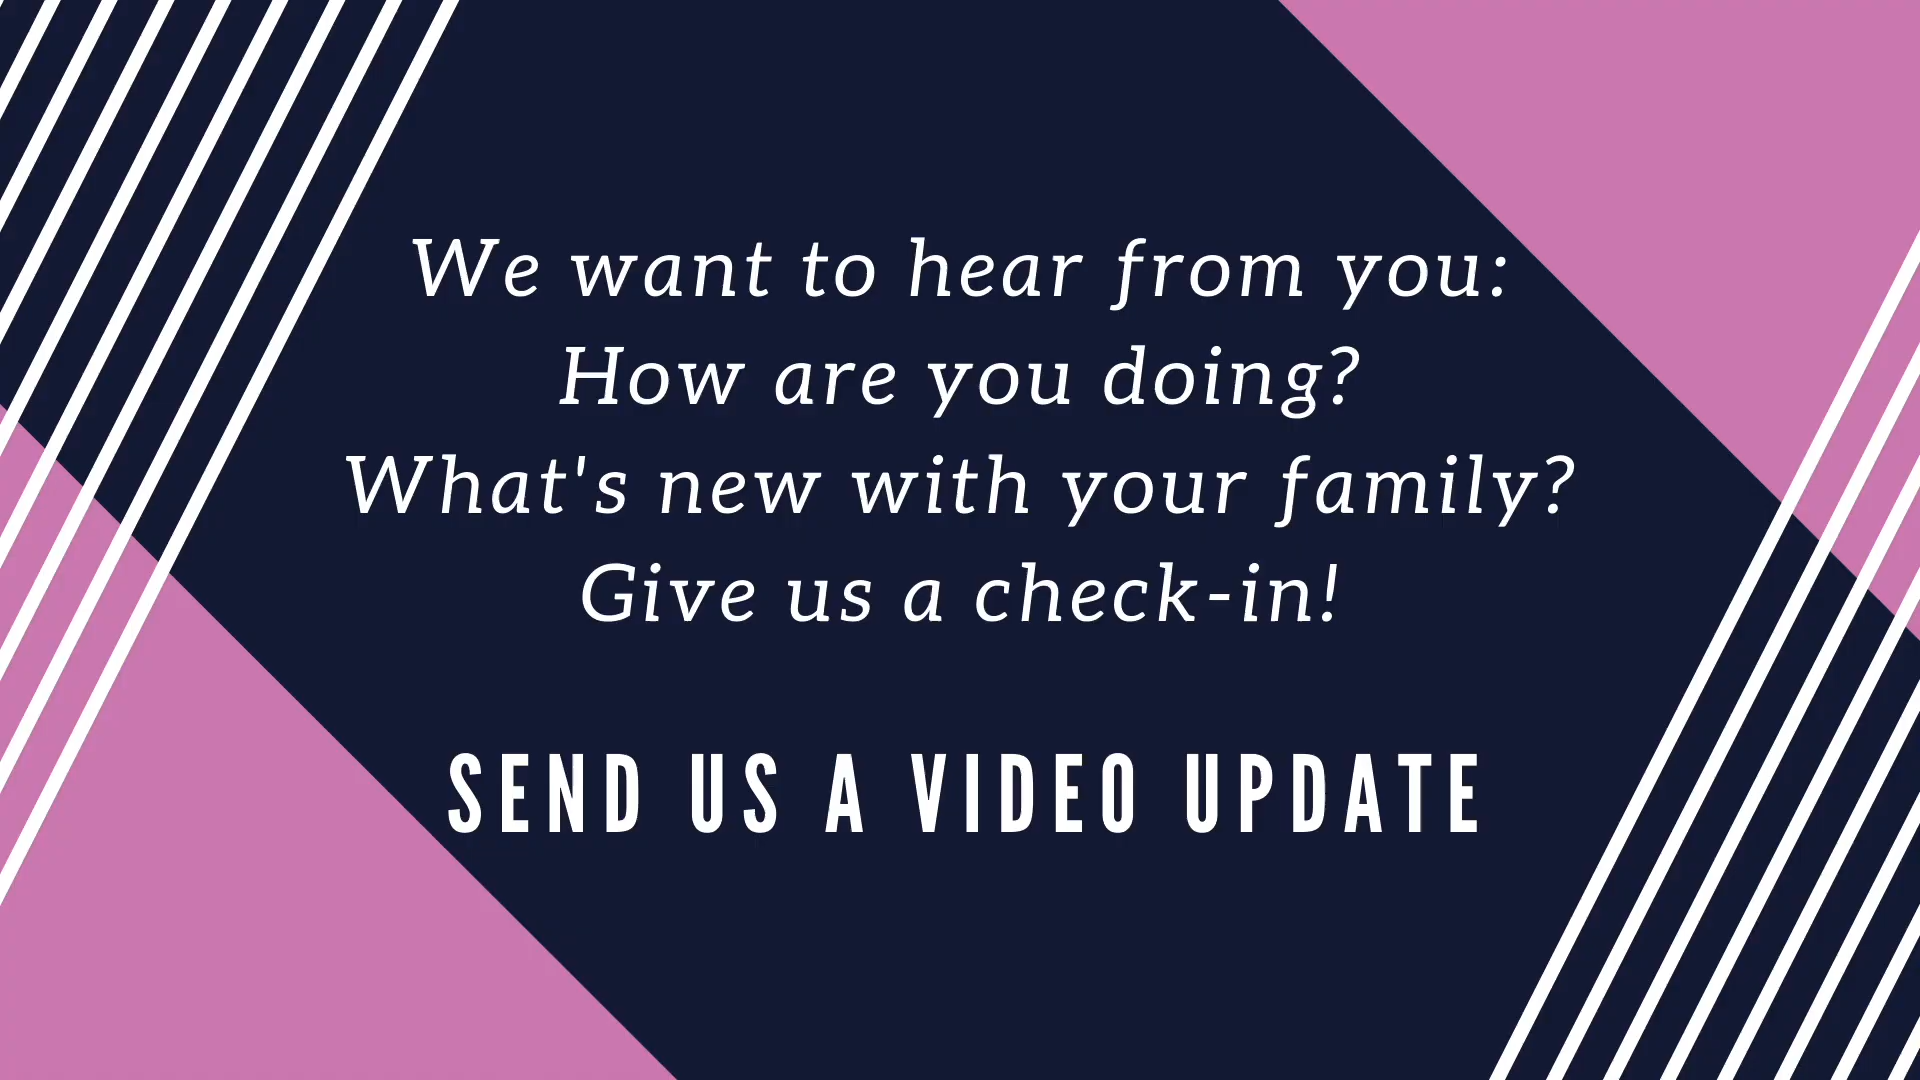 We want to hear from you:
How are you doing?
What's new with your family?
Give us a check-in!
SEND US A VIDEO UPDATE